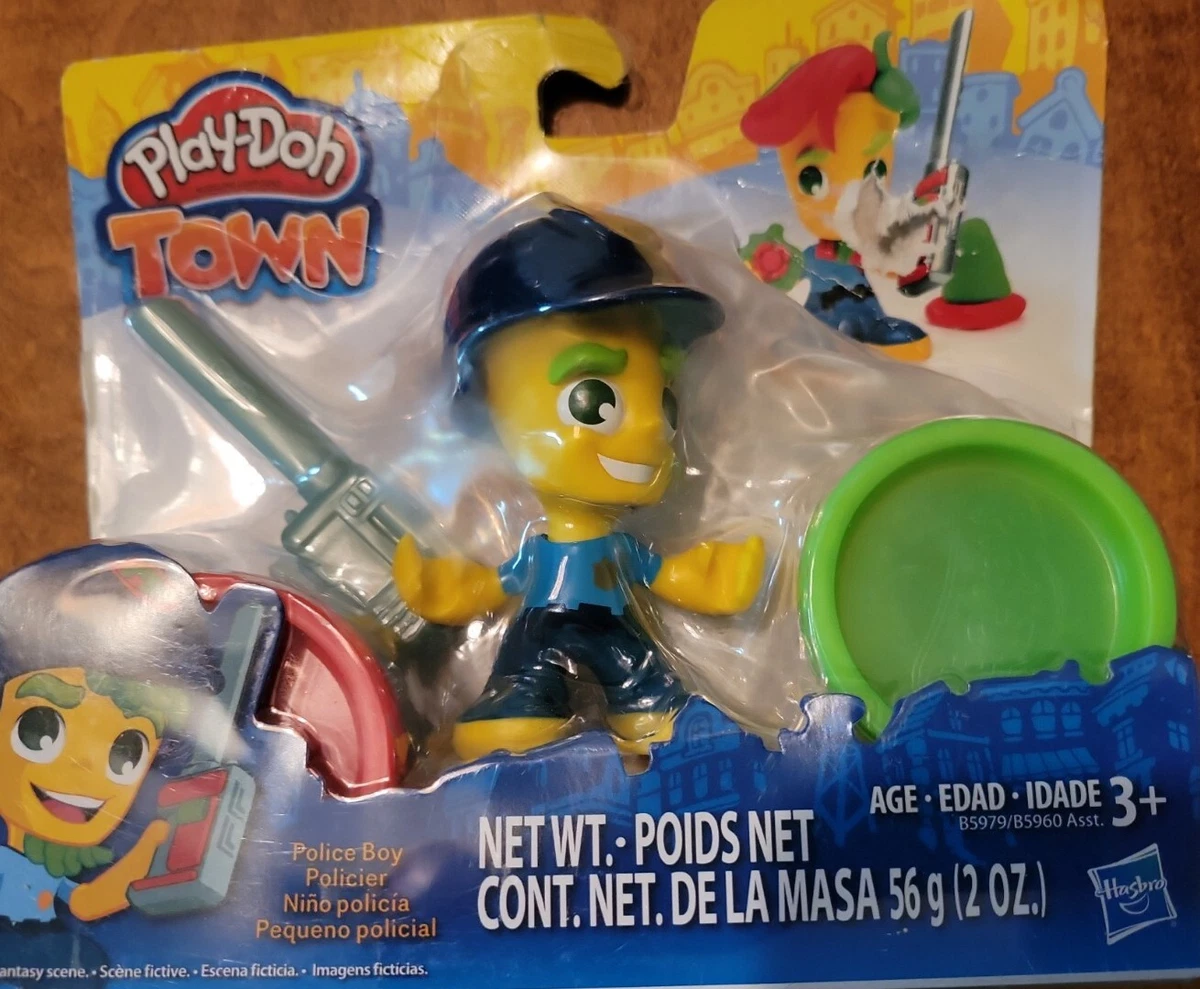 PLAY-DOH
TOWN
AGE • EDAD • IDADE 3+
B5979/B5960 Asst.
NET WT. • POIDS NET
CONT. NET. DE LA MASA 56 g (2 OZ.)
Hasbro
Police Boy
Policier
Niño policía
Pequeno policial
antasy scene. • Scène fictive. • Escena ficticia. • Imagens fictícias.